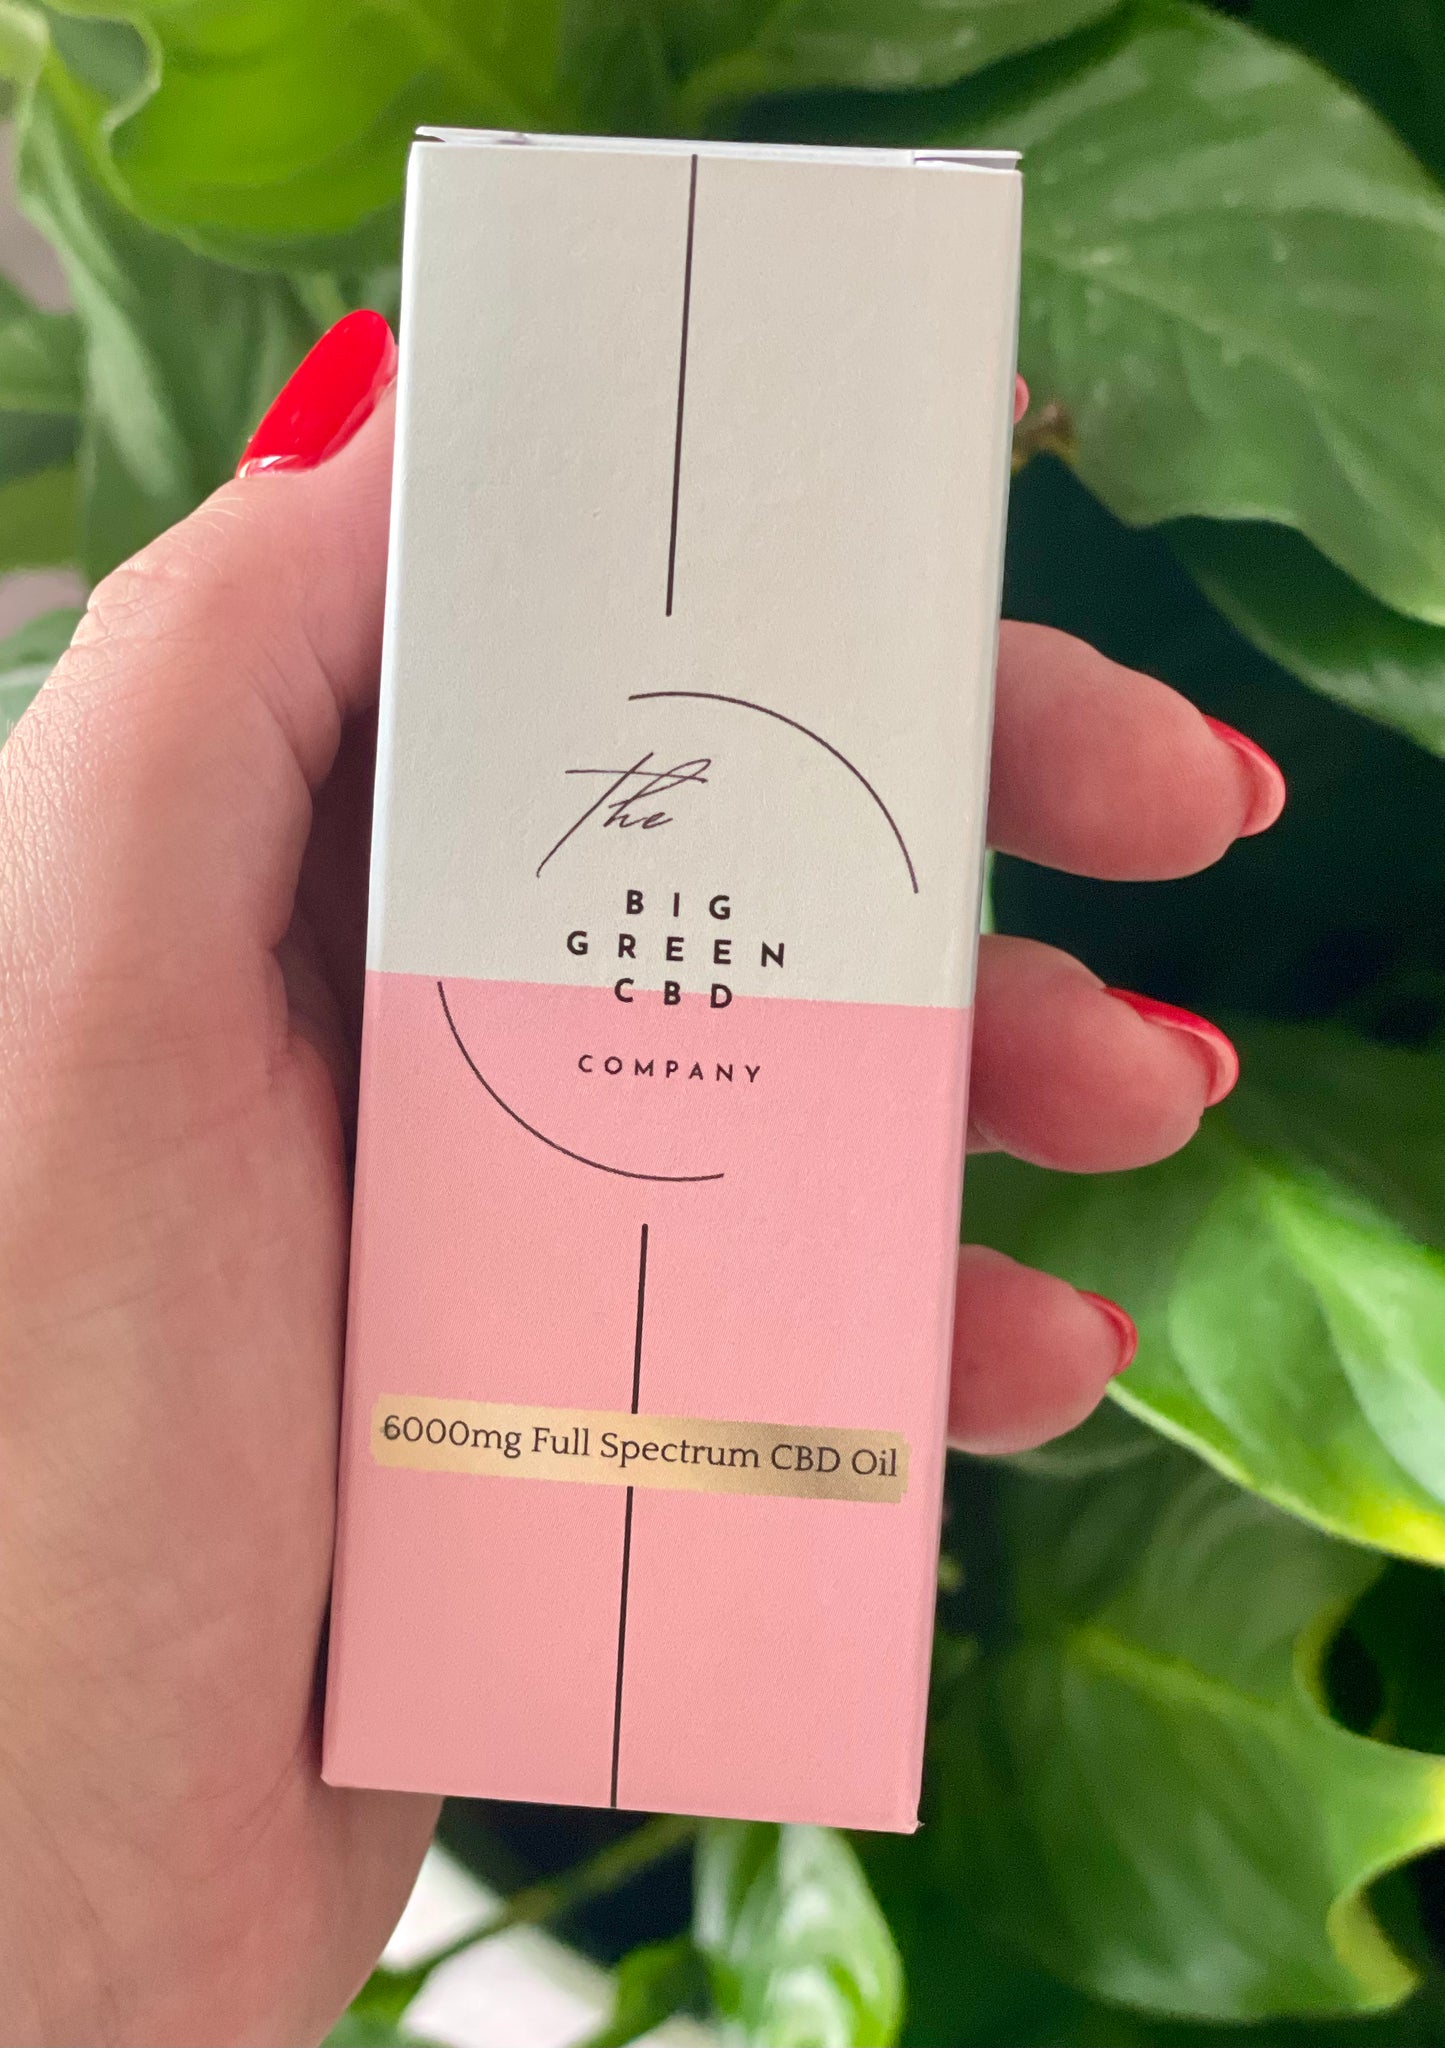 the
BIG
GREEN
CBD
COMPANY
6000mg Full Spectrum CBD Oil